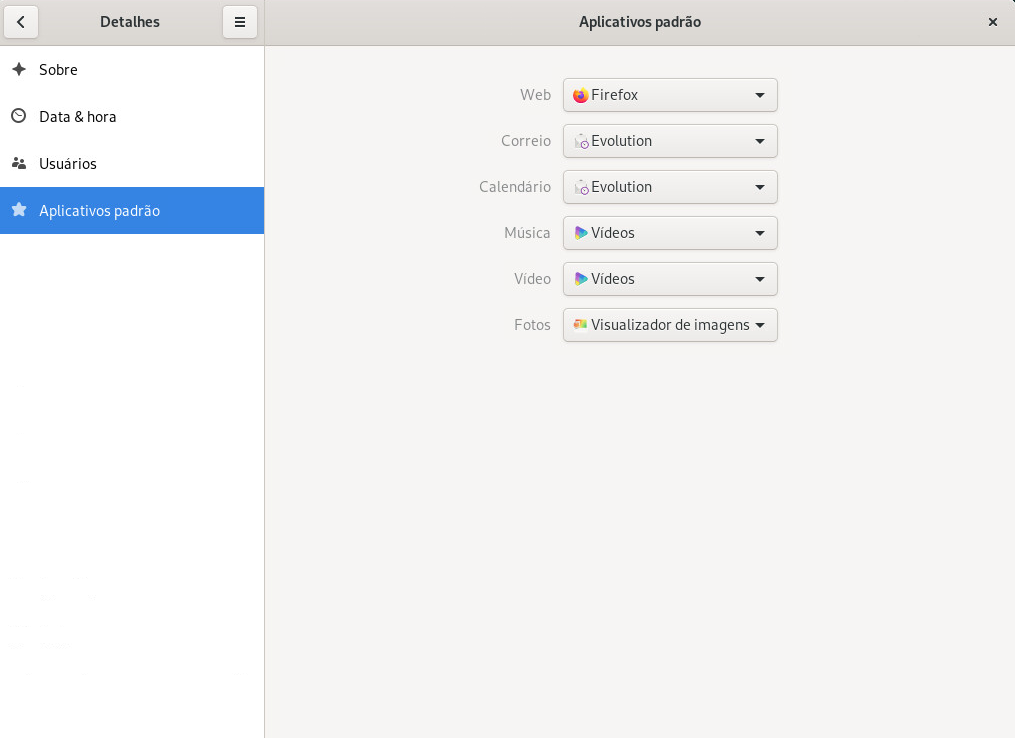 Detalhes
Aplicativos padrão
Sobre
Data & hora
Usuários
Aplicativos padrão
Web Firefox
Correio Evolution
Calendário Evolution
Música Vídeos
Vídeo Vídeos
Fotos Visualizador de imagens